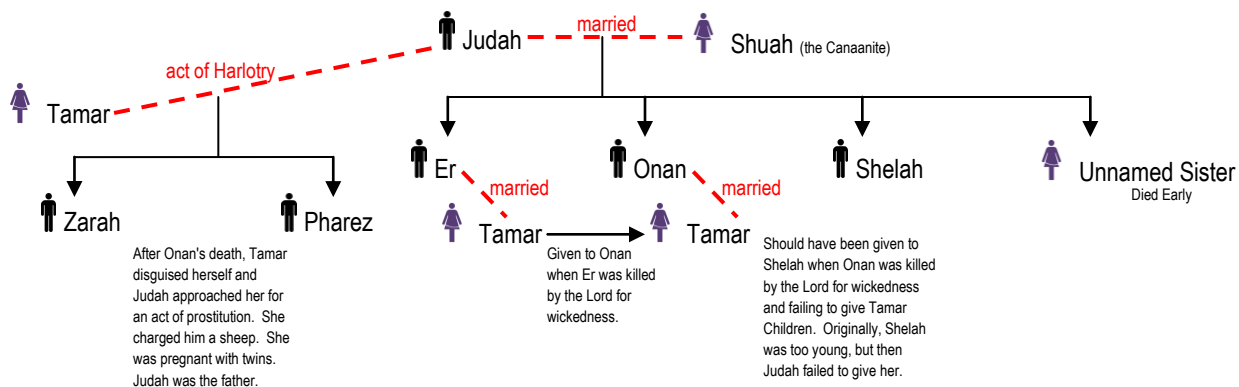 married
Judah
Shuah (the Canaanite)
act of Harlotry
Tamar
Er
Onan
Shelah
Unnamed Sister
Died Early
married
married
Zarah
Pharez
Tamar
Tamar
After Onan's death, Tamar
disguised herself and
Judah approached her for
an act of prostitution. She
charged him a sheep. She
was pregnant with twins.
Judah was the father.
Given to Onan
when Er was killed
by the Lord for
wickedness.
Should have been given to
Shelah when Onan was killed
by the Lord for wickedness
and failing to give Tamar
Children. Originally, Shelah
was too young, but then
Judah failed to give her.